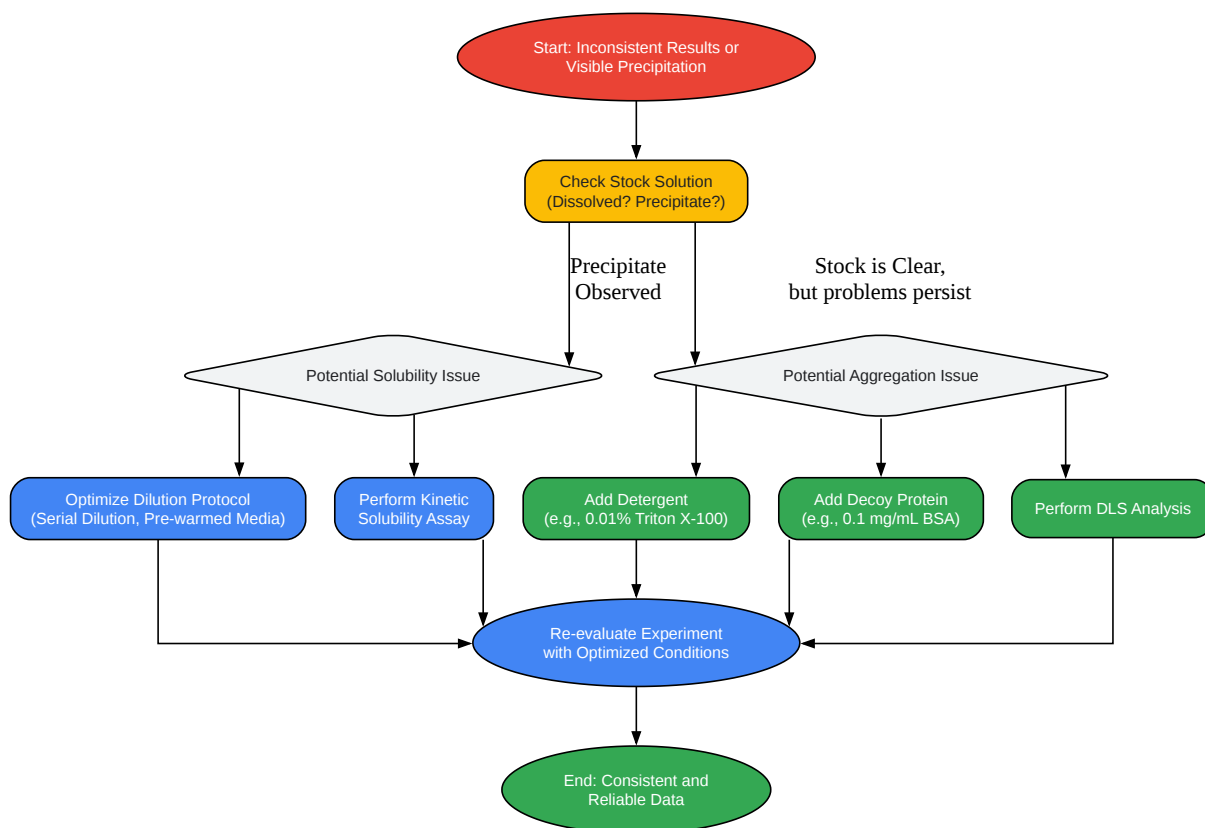 Start: Inconsistent Results or
Visible Precipitation
Check Stock Solution
(Dissolved? Precipitate?)
Precipitate
Observed
Stock is Clear,
but problems persist
Potential Solubility Issue
Potential Aggregation Issue
Optimize Dilution Protocol
(Serial Dilution, Pre-warmed Media)
Perform Kinetic
Solubility Assay
Add Detergent
(e.g., 0.01% Triton X-100)
Add Decoy Protein
(e.g., 0.1 mg/mL BSA)
Perform DLS Analysis
Re-evaluate Experiment
with Optimized Conditions
End: Consistent and
Reliable Data